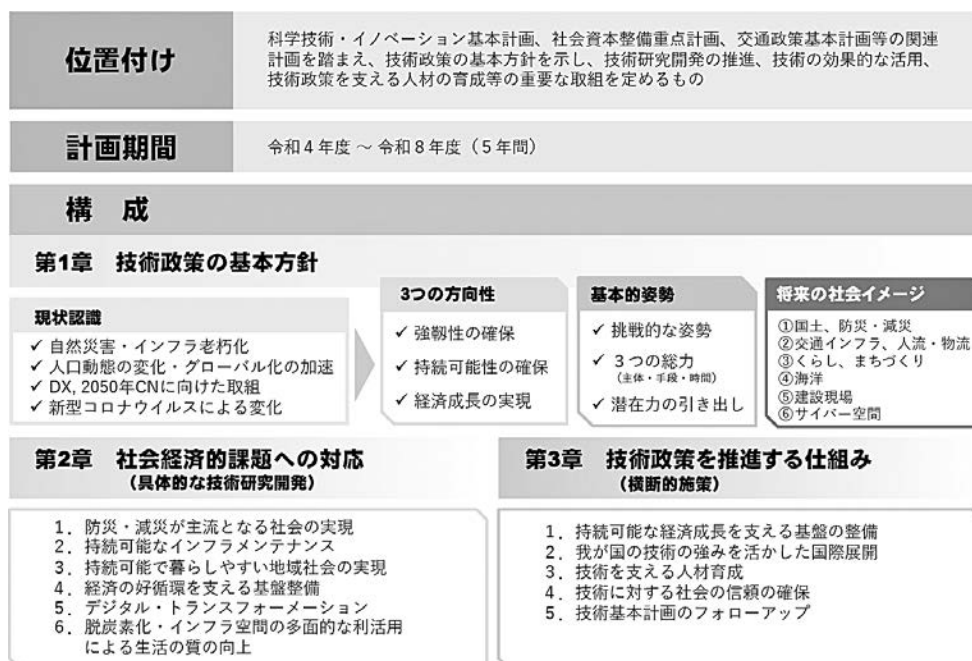 位置付け
科学技術・イノベーション基本計画、社会資本整備重点計画、交通政策基本計画等の関連
計画を踏まえ、技術政策の基本方針を示し、技術研究開発の推進、技術の効果的な活用、
技術政策を支える人材の育成等の重要な取組を定めるもの
計画期間
令和4年度 ~ 令和8年度（5年間）
構 成
第1章 技術政策の基本方針
現状認識
✓ 自然災害・インフラ老朽化
✓ 人口動態の変化・グローバル化の加速
✓ DX, 2050年CNに向けた取組
✓ 新型コロナウイルスによる変化
3つの方向性
✓ 強靱性の確保
✓ 持続可能性の確保
✓ 経済成長の実現
基本的姿勢
✓ 挑戦的な姿勢
✓ 3つの総力
（主体・手段・時間）
✓ 潜在力の引き出し
将来の社会イメージ
①国土、防災・減災
②交通インフラ、人流・物流
③くらし、まちづくり
④海洋
⑤建設現場
⑥サイバー空間
第2章 社会経済的課題への対応
（具体的な技術研究開発）
1．防災・減災が主流となる社会の実現
2．持続可能なインフラメンテナンス
3．持続可能で暮らしやすい地域社会の実現
4．経済の好循環を支える基盤整備
5．デジタル・トランスフォーメーション
6．脱炭素化・インフラ空間の多面的な利活用
による生活の質の向上
第3章 技術政策を推進する仕組み
（横断的施策）
1．持続可能な経済成長を支える基盤の整備
2．我が国の技術の強みを活かした国際展開
3．技術を支える人材育成
4．技術に対する社会の信頼の確保
5．技術基本計画のフォローアップ